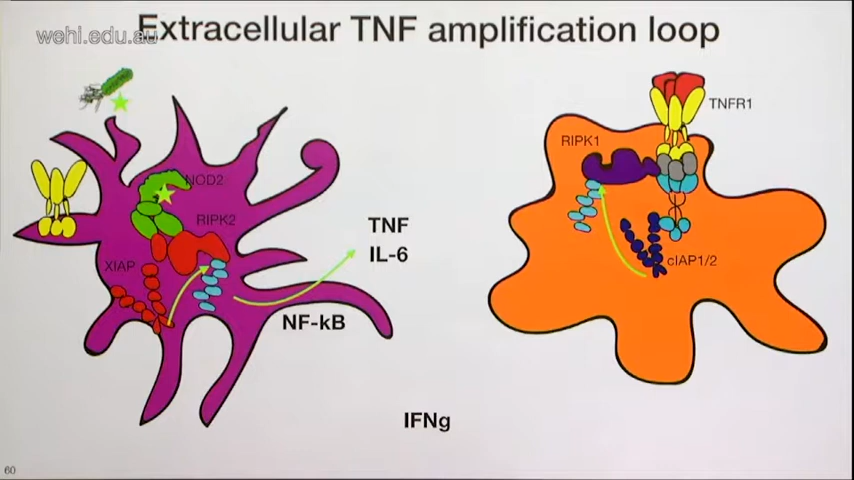 wehi.edu.au
Extracellular TNF amplification loop
TNFR1
RIPK1
NOD2
RIPK2
TNF
IL-6
XIAP
cIAP1/2
NF-kB
IFNg
60